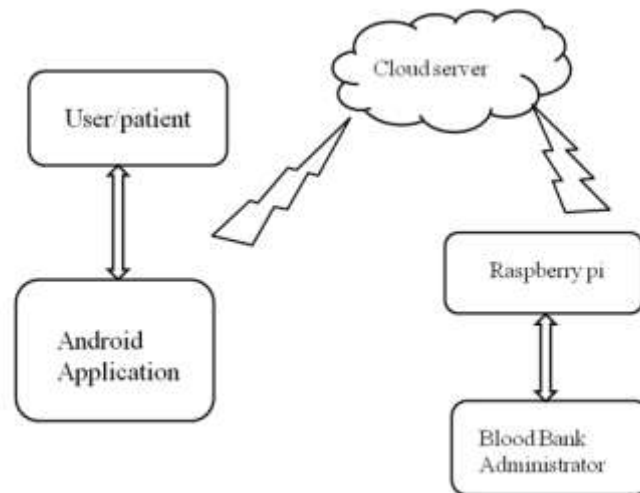 Cloud server
User/patient
Raspberry pi
Android
Application
Blood Bank
Administrator